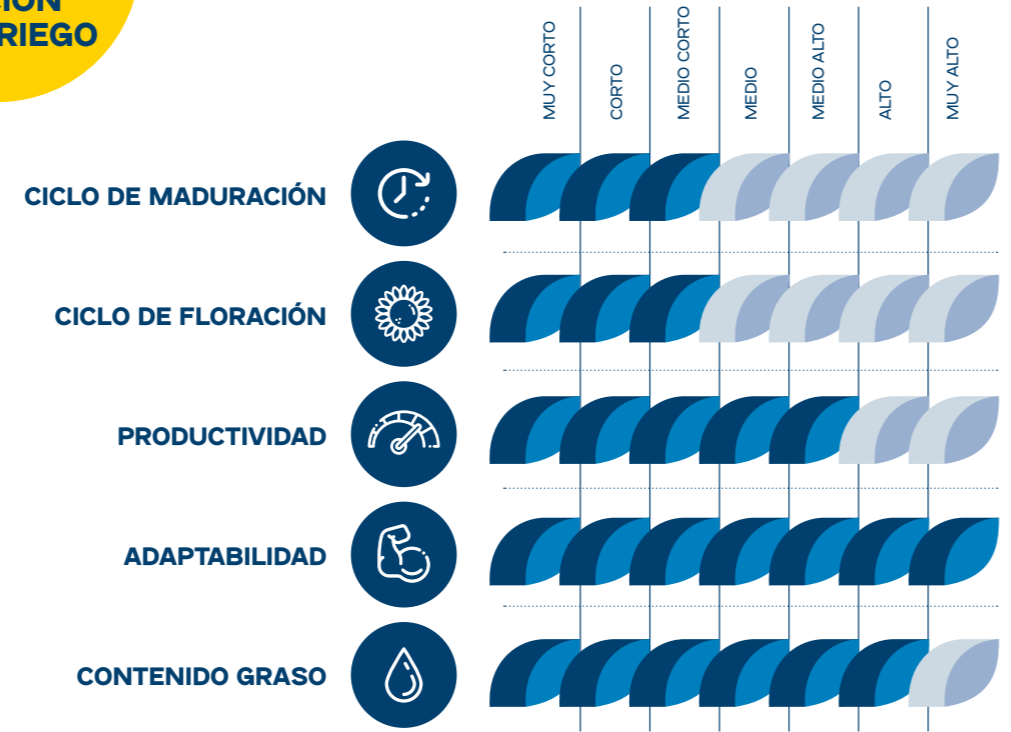 RIEGO
MUY CORTO
CORTO
MEDIO CORTO
MEDIO
MEDIO ALTO
ALTO
MUY ALTO
CICLO DE MADURACIÓN
CICLO DE FLORACIÓN
PRODUCTIVIDAD
ADAPTABILIDAD
CONTENIDO GRASO